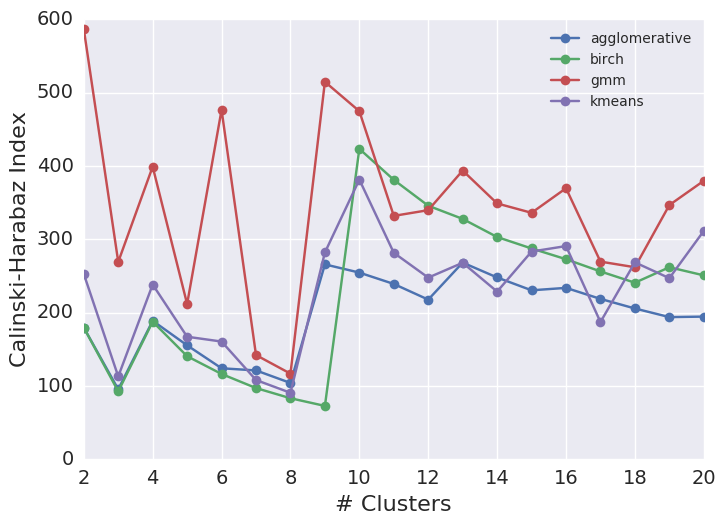 600
500
400
300
200
100
0
Calinski-Harabaz Index
agglomerative
birch
gmm
kmeans
2 4 6 8 10 12 14 16 18 20
# Clusters